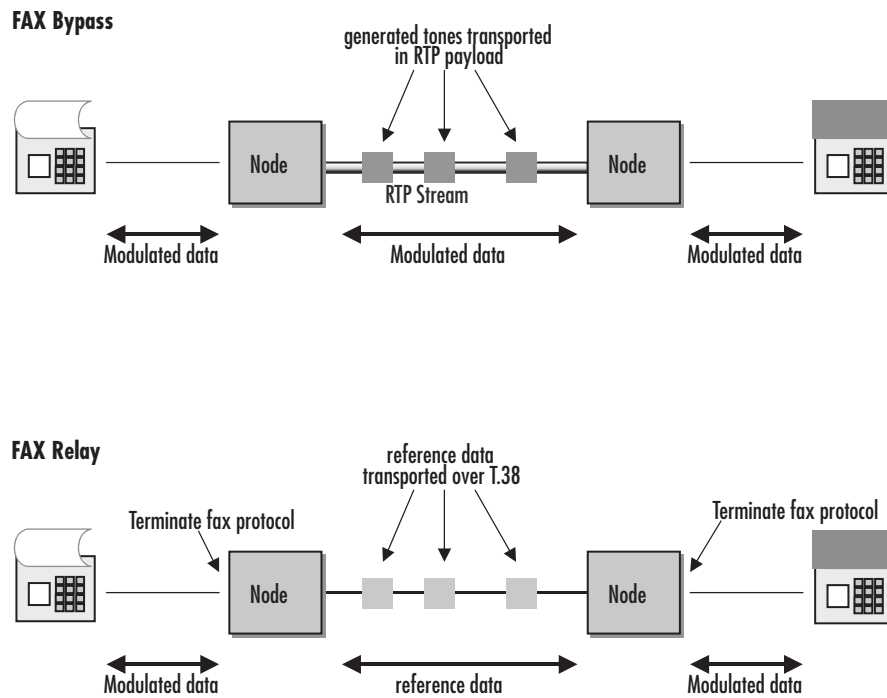 FAX Bypass
generated tones transported
in RTP payload
Node
Node
RTP Stream
Modulated data
Modulated data
Modulated data
FAX Relay
reference data
transported over T.38
Terminate fax protocol
Terminate fax protocol
Node
Node
Modulated data
reference data
Modulated data